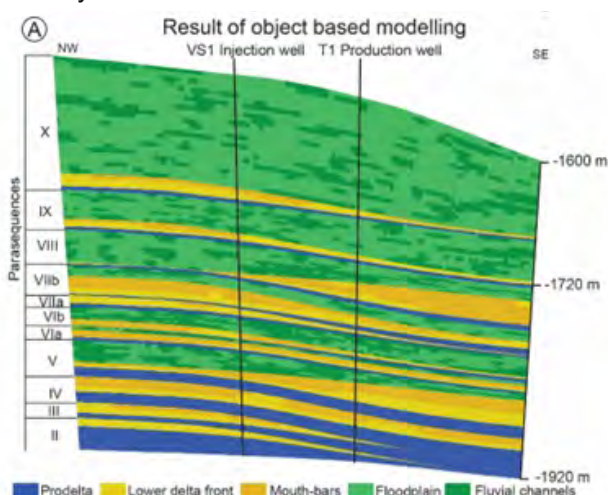 A Result of object based modelling
NW VS1 Injection well T1 Production well SE
Parasequences
X
IX
VIII
VIIb
VIIa
VIb
VIa
V
IV
III
II
-1600 m
-1720 m
-1920 m
Prodelta Lower delta front Mouth-bars Floodplain Fluvial channels